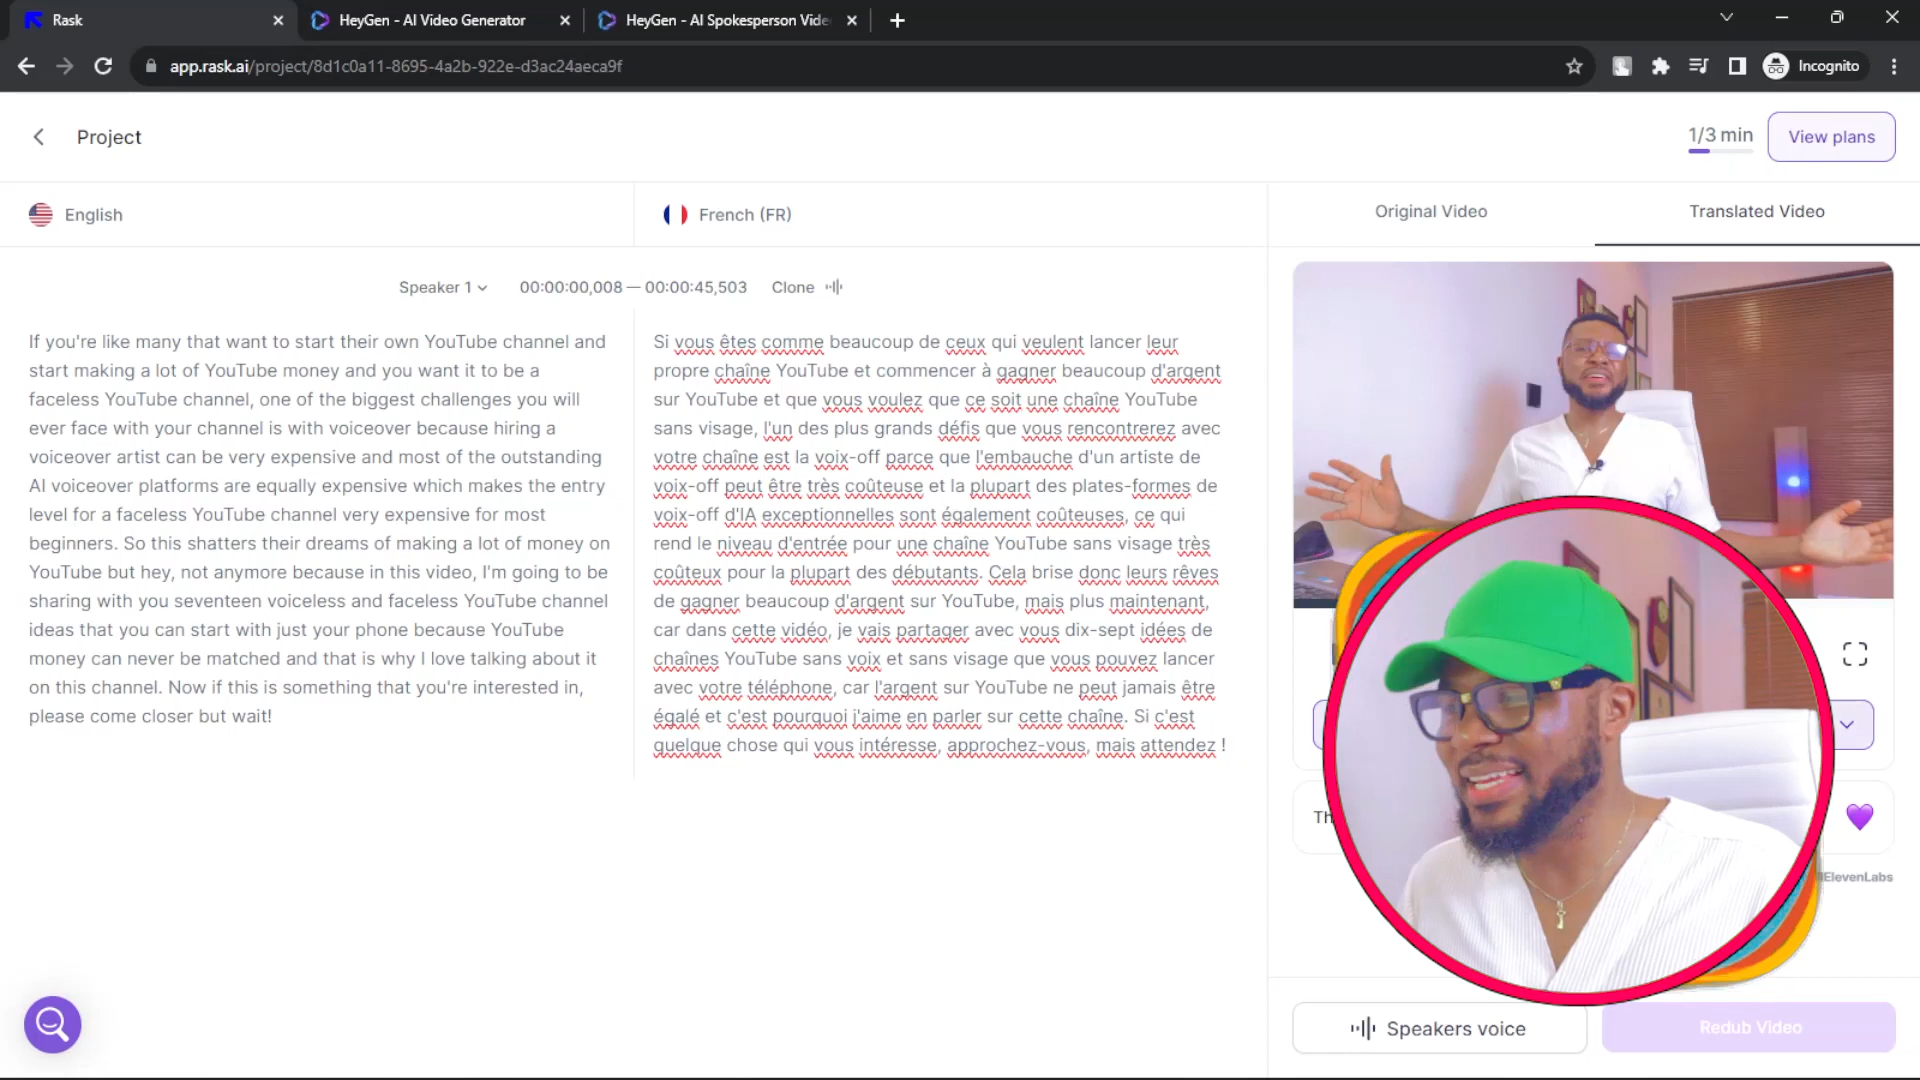 Rask
HeyGen - AI Video Generator
HeyGen - AI Spokesperson Vide
app.rask.ai/project/8d1c0a11-8695-4a2b-922e-d3ac24aeca9f
Incognito
Project
1/3 min
View plans
English
French (FR)
Original Video
Translated Video
Speaker 1
00:00:00,008 — 00:00:45,503
Clone
If you're like many that want to start their own YouTube channel and
start making a lot of YouTube money and you want it to be a
faceless YouTube channel, one of the biggest challenges you will
ever face with your channel is with voiceover because hiring a
voiceover artist can be very expensive and most of the outstanding
AI voiceover platforms are equally expensive which makes the entry
level for a faceless YouTube channel very expensive for most
beginners. So this shatters their dreams of making a lot of money on
YouTube but hey, not anymore because in this video, I'm going to be
sharing with you seventeen voiceless and faceless YouTube channel
ideas that you can start with just your phone because YouTube
money can never be matched and that is why I love talking about it
on this channel. Now if this is something that you're interested in,
please come closer but wait!
Si vous êtes comme beaucoup de ceux qui veulent lancer leur
propre chaîne YouTube et commencer à gagner beaucoup d'argent
sur YouTube et que vous voulez que ce soit une chaîne YouTube
sans visage, l'un des plus grands défis que vous rencontrerez avec
votre chaîne est la voix-off parce que l'embauche d'un artiste de
voix-off peut être très coûteuse et la plupart des plates-formes de
voix-off d'IA exceptionnelles sont également coûteuses, ce qui
rend le niveau d'entrée pour une chaîne YouTube sans visage très
coûteux pour la plupart des débutants. Cela brise donc leurs rêves
de gagner beaucoup d'argent sur YouTube, mais plus maintenant,
car dans cette vidéo, je vais partager avec vous dix-sept idées de
chaînes YouTube sans voix et sans visage que vous pouvez lancer
avec votre téléphone, car l'argent sur YouTube ne peut jamais être
égalé et c'est pourquoi j'aime en parler sur cette chaîne. Si c'est
quelque chose qui vous intéresse, approchez-vous, mais attendez !
ElevenLabs
Speakers voice
Redub Video